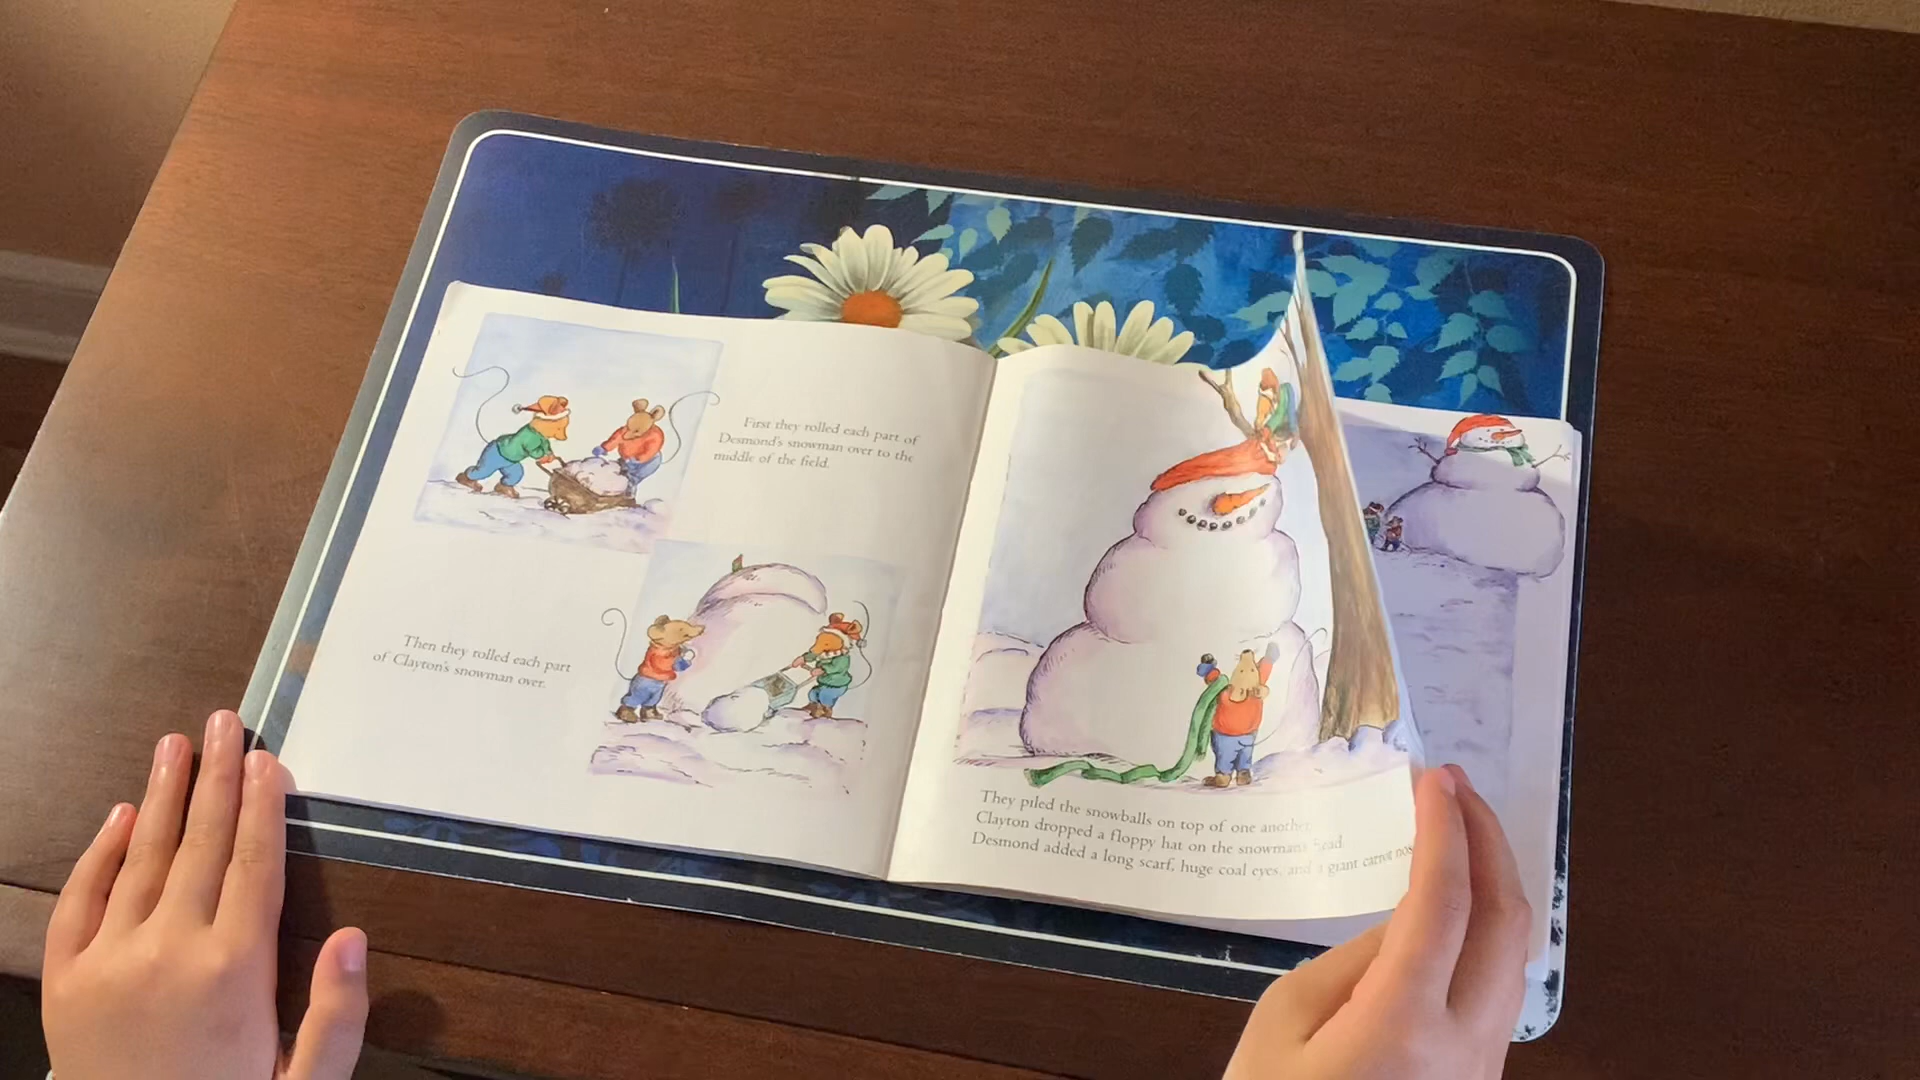 First they rolled each part of
Desmond's snowman over to the
middle of the field.
Then they rolled each part
of Clayton's snowman over.
They piled the snowballs on top of one another
Clayton dropped a floppy hat on the snowman's head.
Desmond added a long scarf, huge coal eyes, and a giant carrot nos